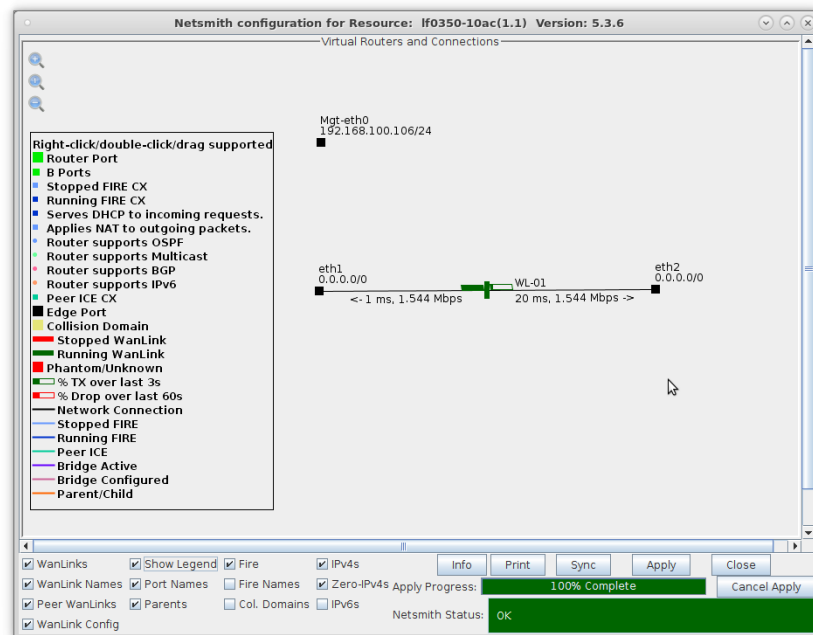 Netsmith configuration for Resource: lf0350-10ac(1.1) Version: 5.3.6
Virtual Routers and Connections
Mgt-eth0
192.168.100.106/24
Right-click/double-click/drag supported
Router Port
B Ports
Stopped FIRE CX
Running FIRE CX
Serves DHCP to incoming requests.
Applies NAT to outgoing packets.
Router supports OSPF
Router supports Multicast
Router supports BGP
Router supports IPv6
Peer ICE CX
Edge Port
Collision Domain
Stopped WanLink
Running WanLink
Phantom/Unknown
% TX over last 3s
% Drop over last 60s
Network Connection
Stopped FIRE
Running FIRE
Peer ICE
Bridge Active
Bridge Configured
Parent/Child
eth1
0.0.0.0/0
WL-01
<- 1 ms, 1.544 Mbps
20 ms, 1.544 Mbps ->
eth2
0.0.0.0/0
WanLinks Show Legend Fire IPv4s Info Print Sync Apply Close
WanLink Names Port Names Fire Names Zero-IPv4s Apply Progress: 100% Complete Cancel Apply
Peer WanLinks Parents Col. Domains IPv6s Netsmith Status: OK
WanLink Config